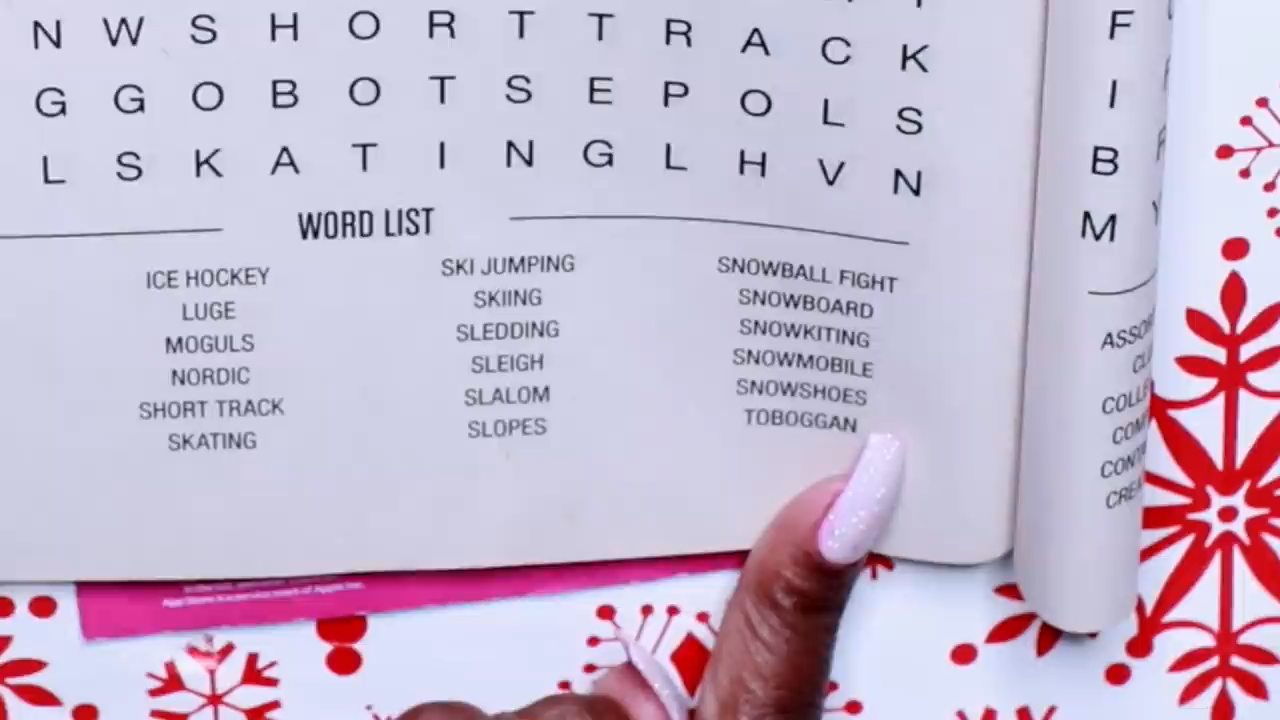 N W S H O R T T R A C K
G G O B O T S E P O L S
L S K A T I N G L H V N
WORD LIST
ICE HOCKEY
LUGE
MOGULS
NORDIC
SHORT TRACK
SKATING
SKI JUMPING
SKIING
SLEDDING
SLEIGH
SLALOM
SLOPES
SNOWBALL FIGHT
SNOWBOARD
SNOWKITING
SNOWMOBILE
SNOWSHOES
TOBOGGAN
F
I
B
M